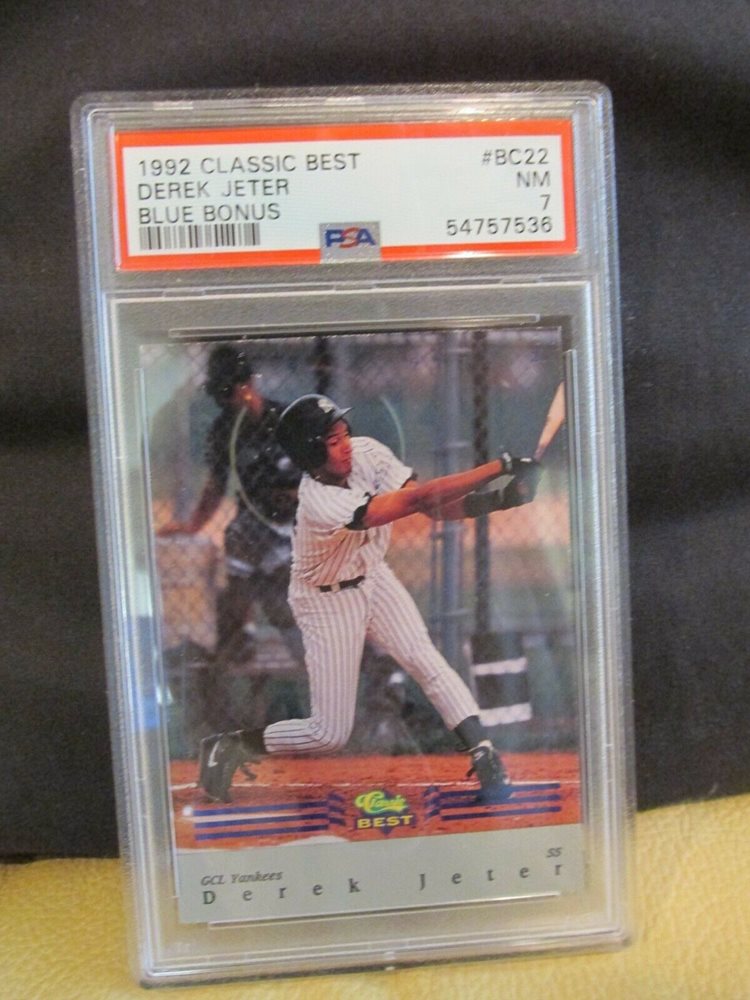 1992 CLASSIC BEST #BC22
DEREK JETER NM
BLUE BONUS 7
PSA 54757536
Classic
BEST
GCL Yankees SS
Derek Jeter